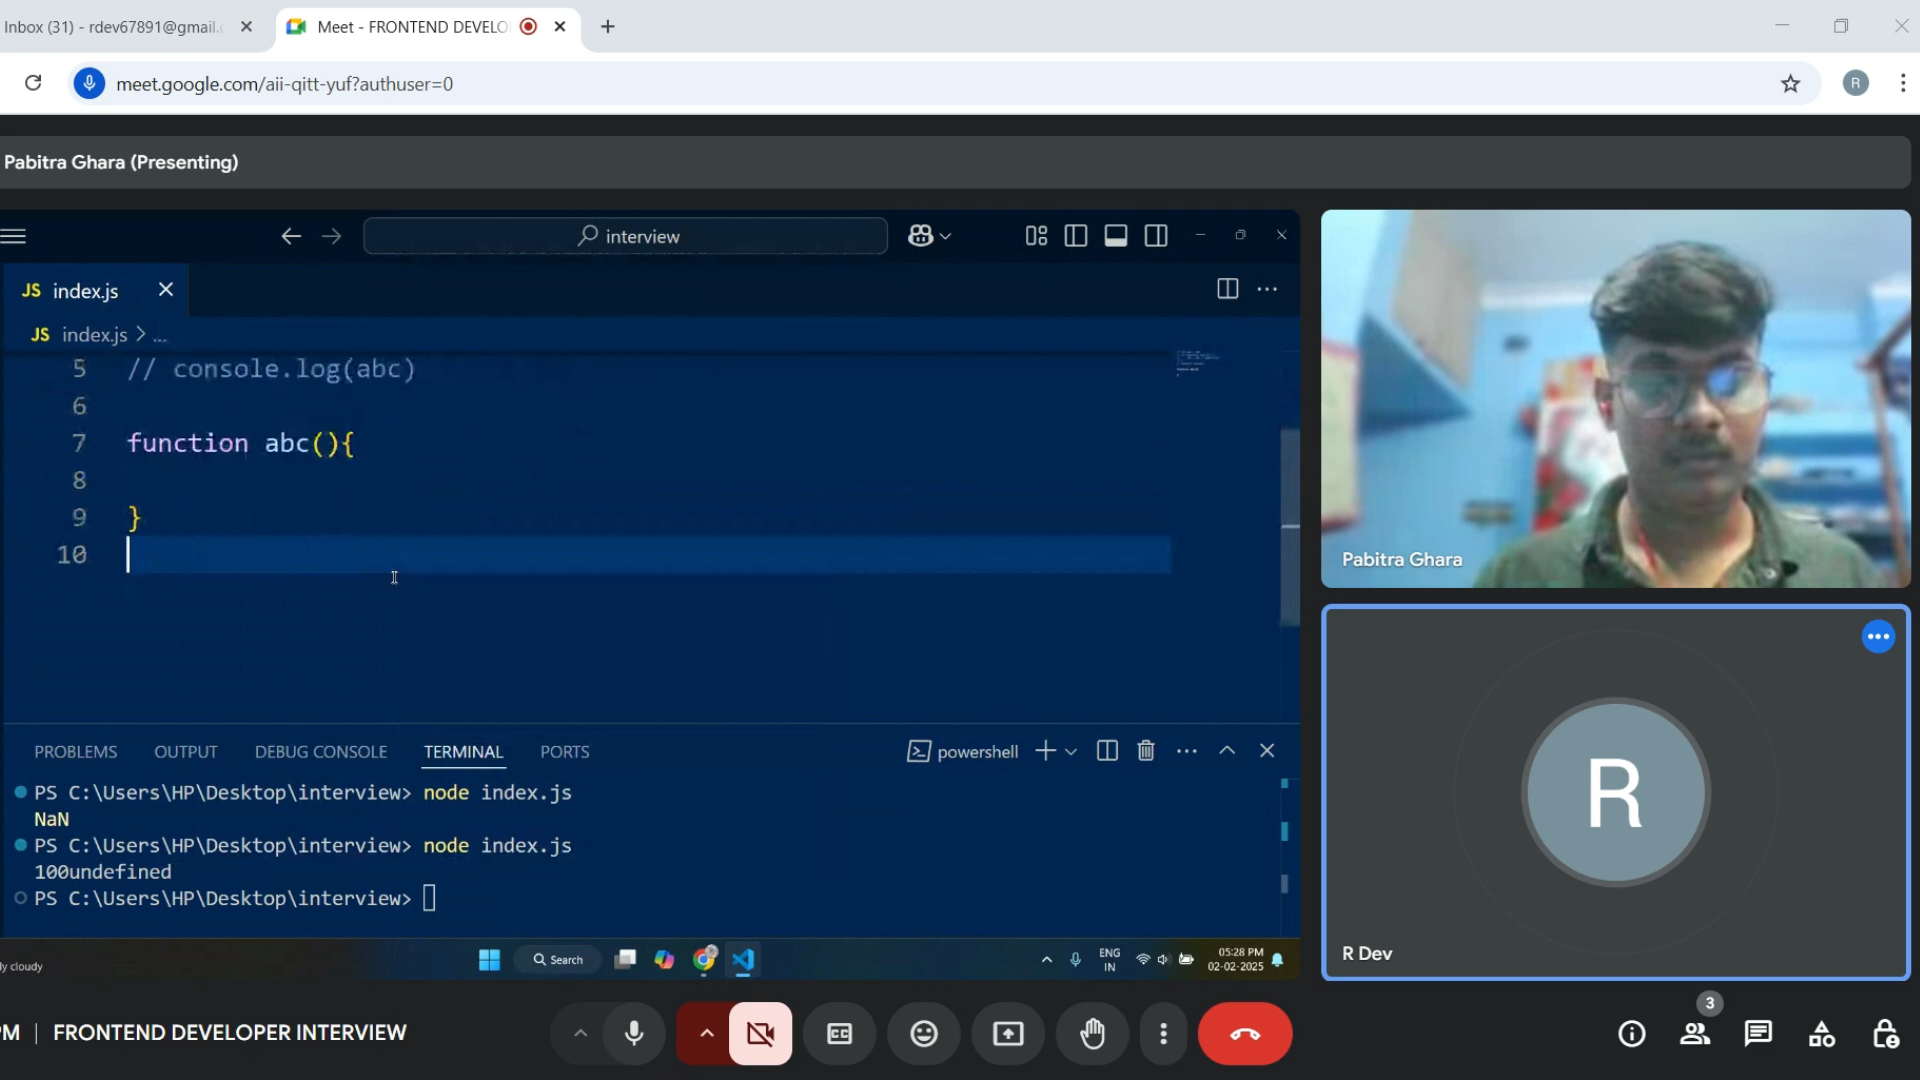 Inbox (31) - rdev67891@gmail.c
Meet - FRONTEND DEVELO
meet.google.com/aii-qitt-yuf?authuser=0
R
Pabitra Ghara (Presenting)
interview
JS index.js
JS index.js > ...
5 // console.log(abc)
6
7 function abc(){
8
9 }
10
PROBLEMS OUTPUT DEBUG CONSOLE TERMINAL PORTS
powershell
PS C:\Users\HP\Desktop\interview> node index.js
NaN
PS C:\Users\HP\Desktop\interview> node index.js
100undefined
PS C:\Users\HP\Desktop\interview>
ly cloudy
Search
ENG
IN
05:28 PM
02-02-2025
Pabitra Ghara
R
R Dev
PM | FRONTEND DEVELOPER INTERVIEW
CC
3